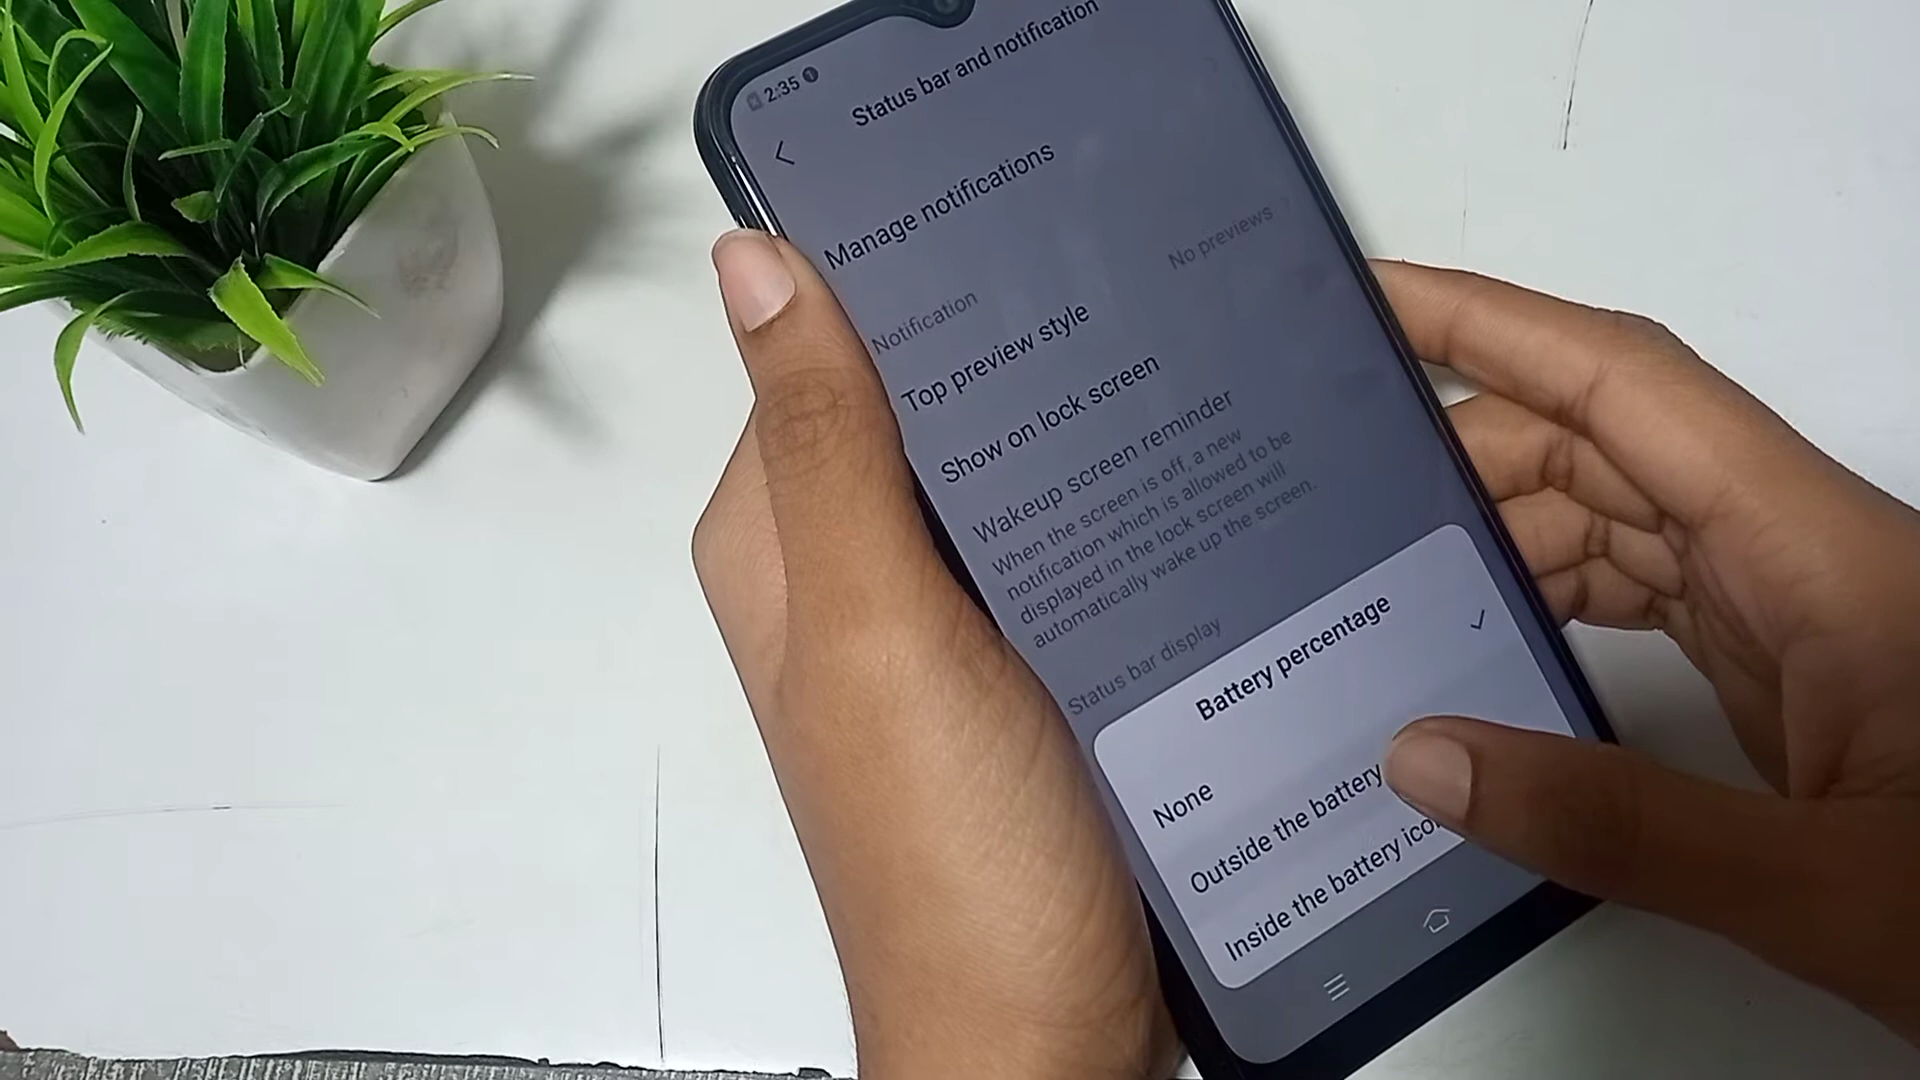 2:35
Status bar and notification
Manage notifications
Notification
Top preview style
No previews
Show on lock screen
Wakeup screen reminder
When the screen is off, a new
notification which is allowed to be
displayed in the lock screen will
automatically wake up the screen.
Status bar display
Battery percentage
None
Outside the battery
Inside the battery icon